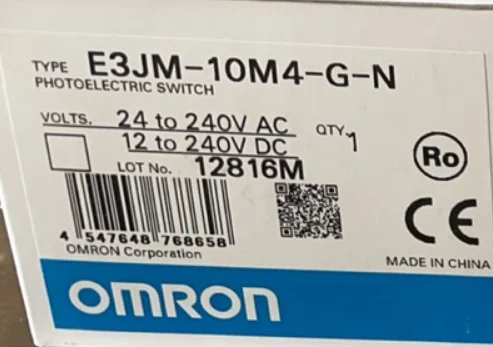 TYPE E3JM-10M4-G-N
PHOTOELECTRIC SWITCH
VOLTS. 24 to 240V AC QTY. 1
12 to 240V DC
LOT No. 12816M
Ro
4 547648 768658
CE
OMRON Corporation
MADE IN CHINA
OMRON